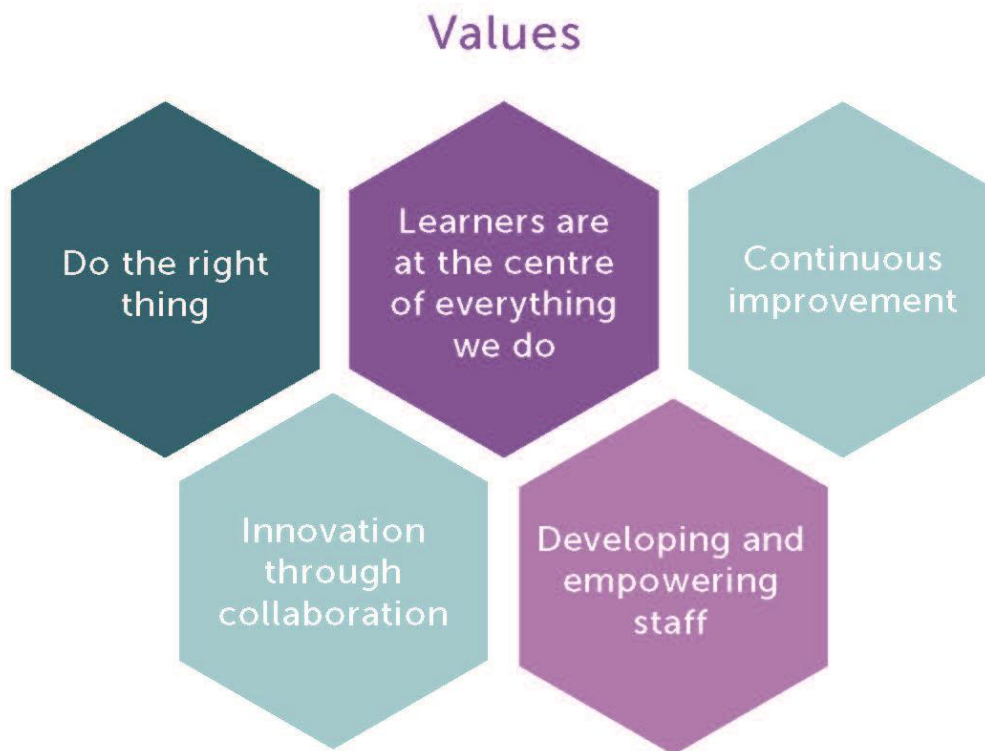 Values
Do the right
thing
Learners are
at the centre
of everything
we do
Continuous
improvement
Innovation
through
collaboration
Developing and
empowering
staff